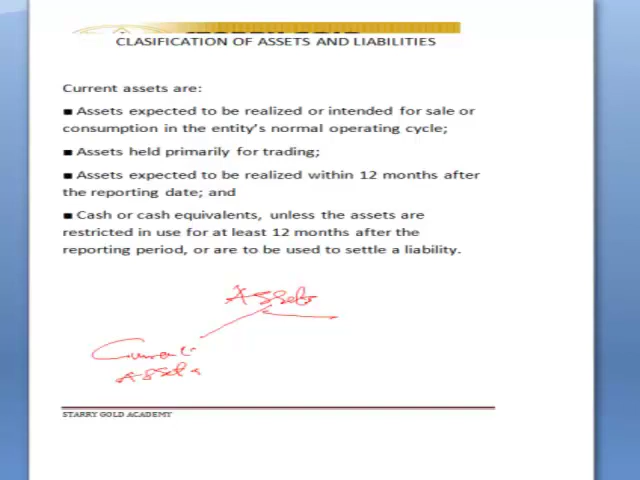 CLASIFICATION OF ASSETS AND LIABILITIES
Current assets are:
■ Assets expected to be realized or intended for sale or
consumption in the entity's normal operating cycle;
■ Assets held primarily for trading;
■ Assets expected to be realized within 12 months after
the reporting date; and
■ Cash or cash equivalents, unless the assets are
restricted in use for at least 12 months after the
reporting period, or are to be used to settle a liability.
Assets
Current
Assets
STARRY GOLD ACADEMY